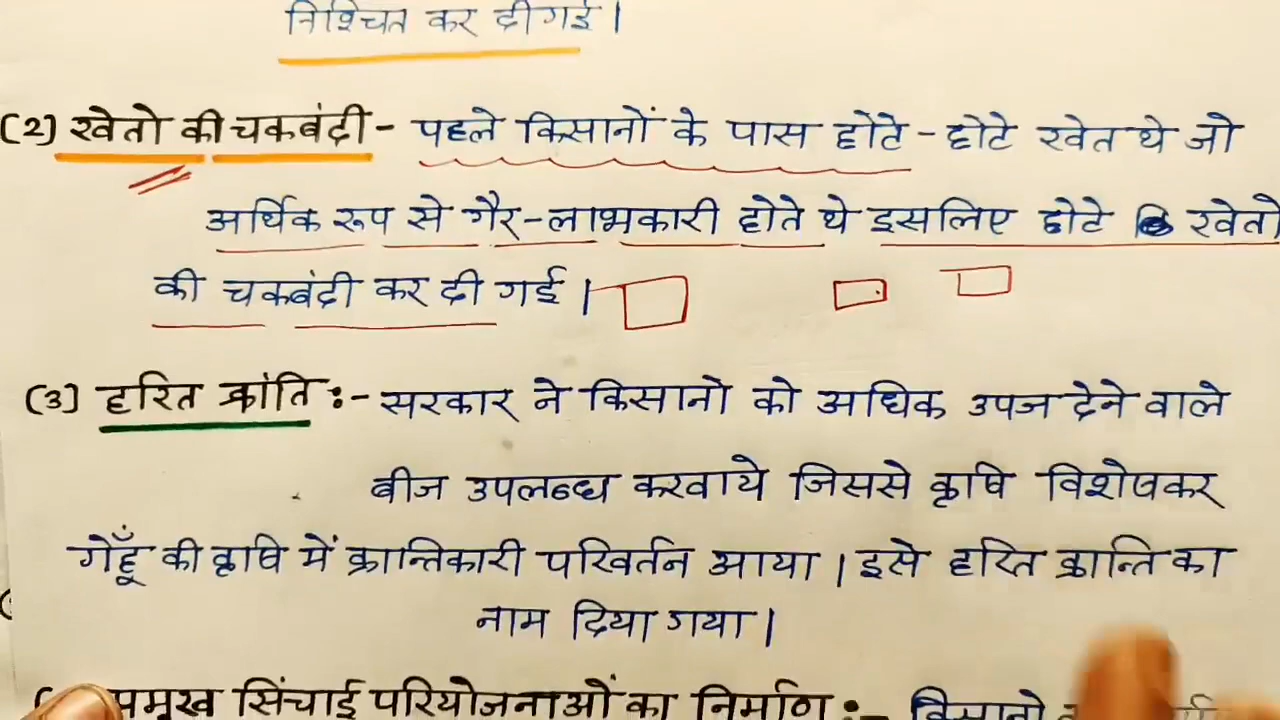 निश्चित कर दी गई।
(2) खेतो की चकबंदी - पहले किसानों के पास छोटे - छोटे खेत थे जो
अर्थिक रूप से गैर-लाभकारी होते थे इसलिए छोटे खेतो
की चकबंदी कर दी गई।
(3) हरित क्रांति :- सरकार ने किसानो को अधिक उपज देने वाले
बीज उपलब्ध करवाये जिससे कृषि विशेषकर
गेहूँ की कृषि में क्रान्तिकारी परिवर्तन आया। इसे हरित क्रान्ति का
नाम दिया गया।
प्रमुख सिंचाई परियोजनाओं का निर्माण :- किसानो